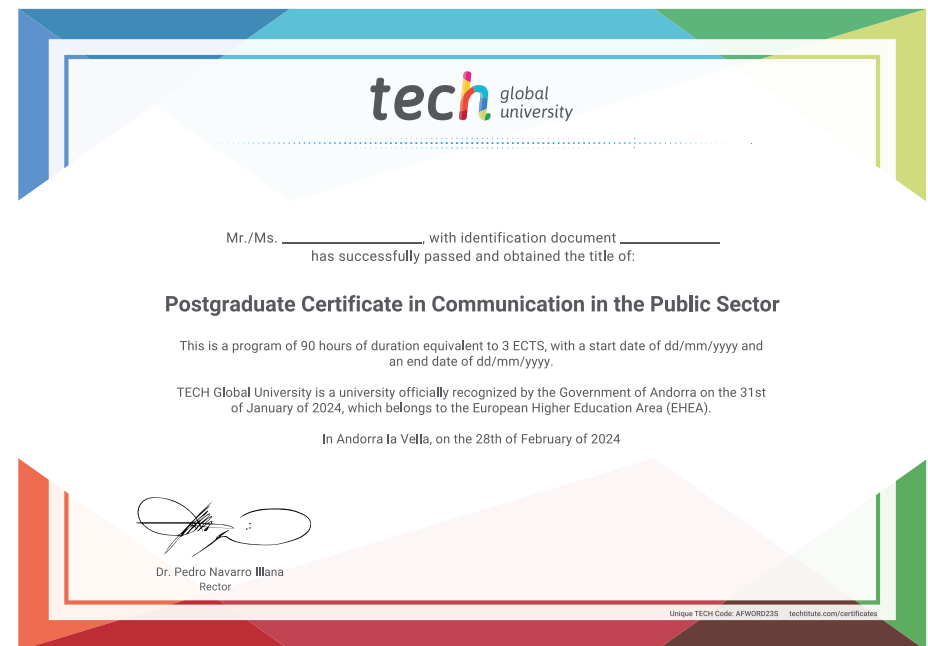 tech global
university
Mr./Ms. ____________________, with identification document ______________
has successfully passed and obtained the title of:
Postgraduate Certificate in Communication in the Public Sector
This is a program of 90 hours of duration equivalent to 3 ECTS, with a start date of dd/mm/yyyy and
an end date of dd/mm/yyyy.
TECH Global University is a university officially recognized by the Government of Andorra on the 31st
of January of 2024, which belongs to the European Higher Education Area (EHEA).
In Andorra la Vella, on the 28th of February of 2024
Dr. Pedro Navarro Illana
Rector
Unique TECH Code: AFWORD23S techtitute.com/certificates